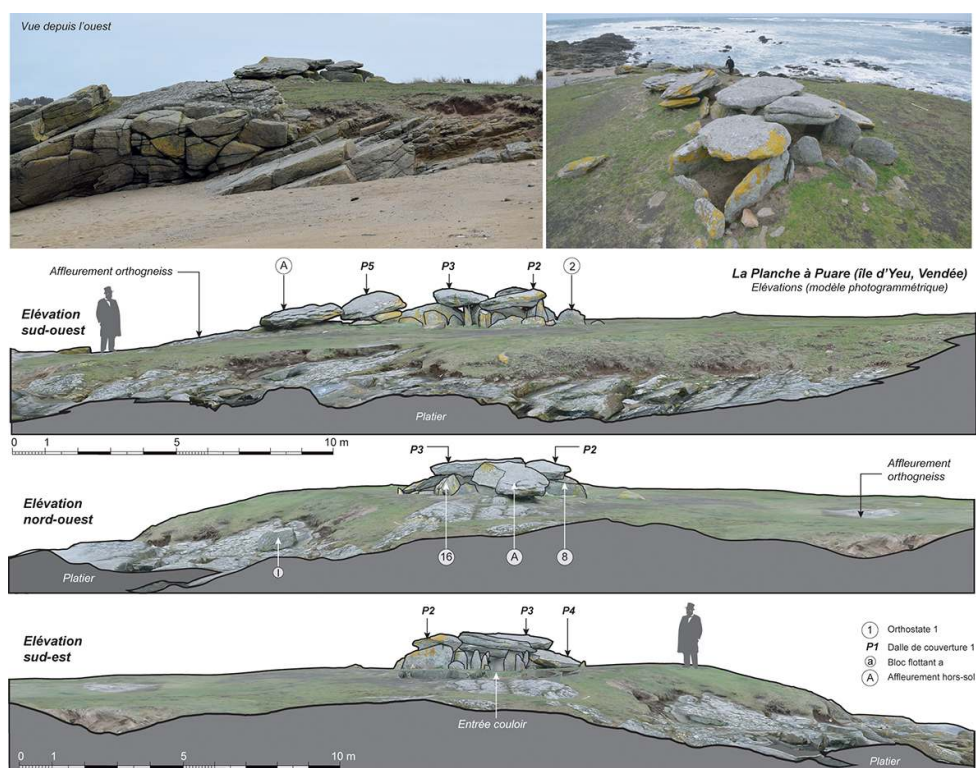 Vue depuis l'ouest
Affleurement orthogneiss
A
P5
P3
P2
2
La Planche à Puare (île d'Yeu, Vendée)
Elévations (modèle photogrammétrique)
Elévation
sud-ouest
Platier
0 1 5 10 m
P3
P2
Affleurement
orthogneiss
Elévation
nord-ouest
16
A
8
I
Platier
Elévation
sud-est
P2
P3
P4
1 Orthostate 1
P1 Dalle de couverture 1
a Bloc flottant a
A Affleurement hors-sol
Entrée couloir
0 1 5 10 m
Platier